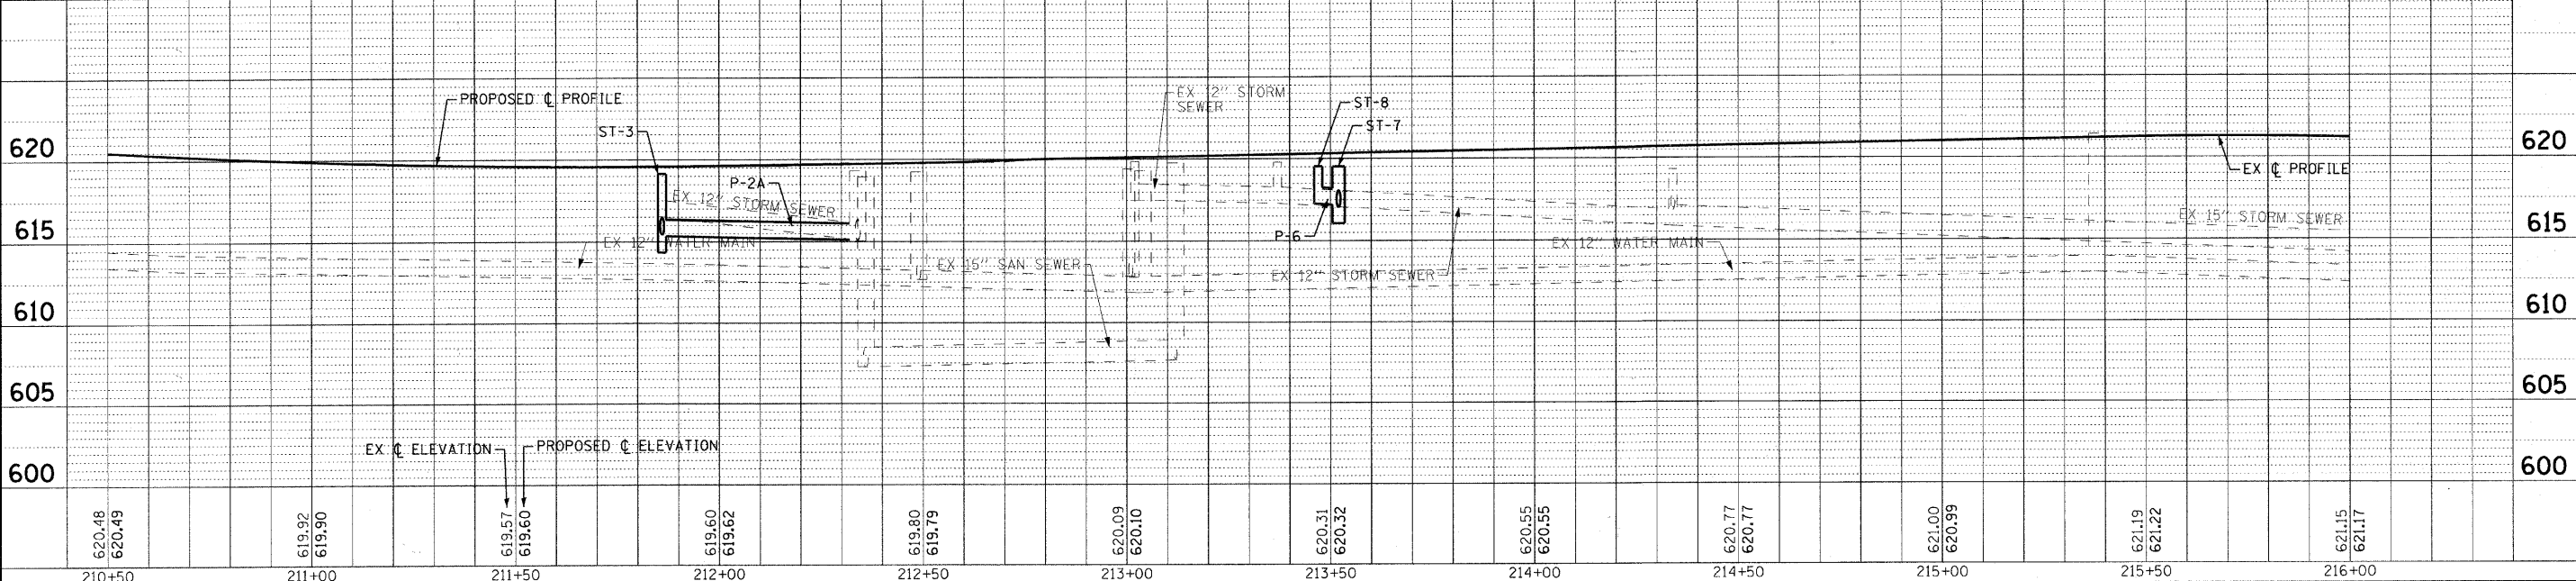 EX 12" STORM
SEWER
PROPOSED ℄ PROFILE
ST-8
ST-7
ST-3
620
620
P-2A
EX ℄ PROFILE
EX 12" STORM SEWER
EX 15" STORM SEWER
615
615
P-6
EX 12" WATER MAIN
EX 12" WATER MAIN
EX 15" SAN SEWER
EX 12" STORM SEWER
610
610
605
605
EX ℄ ELEVATION
PROPOSED ℄ ELEVATION
600
600
620.48
620.49
619.92
619.90
619.57
619.60
619.60
619.62
619.80
619.79
620.09
620.10
620.31
620.32
620.55
620.55
620.77
620.77
621.00
620.99
621.19
621.22
621.15
621.17
210+50
211+00
211+50
212+00
212+50
213+00
213+50
214+00
214+50
215+00
215+50
216+00